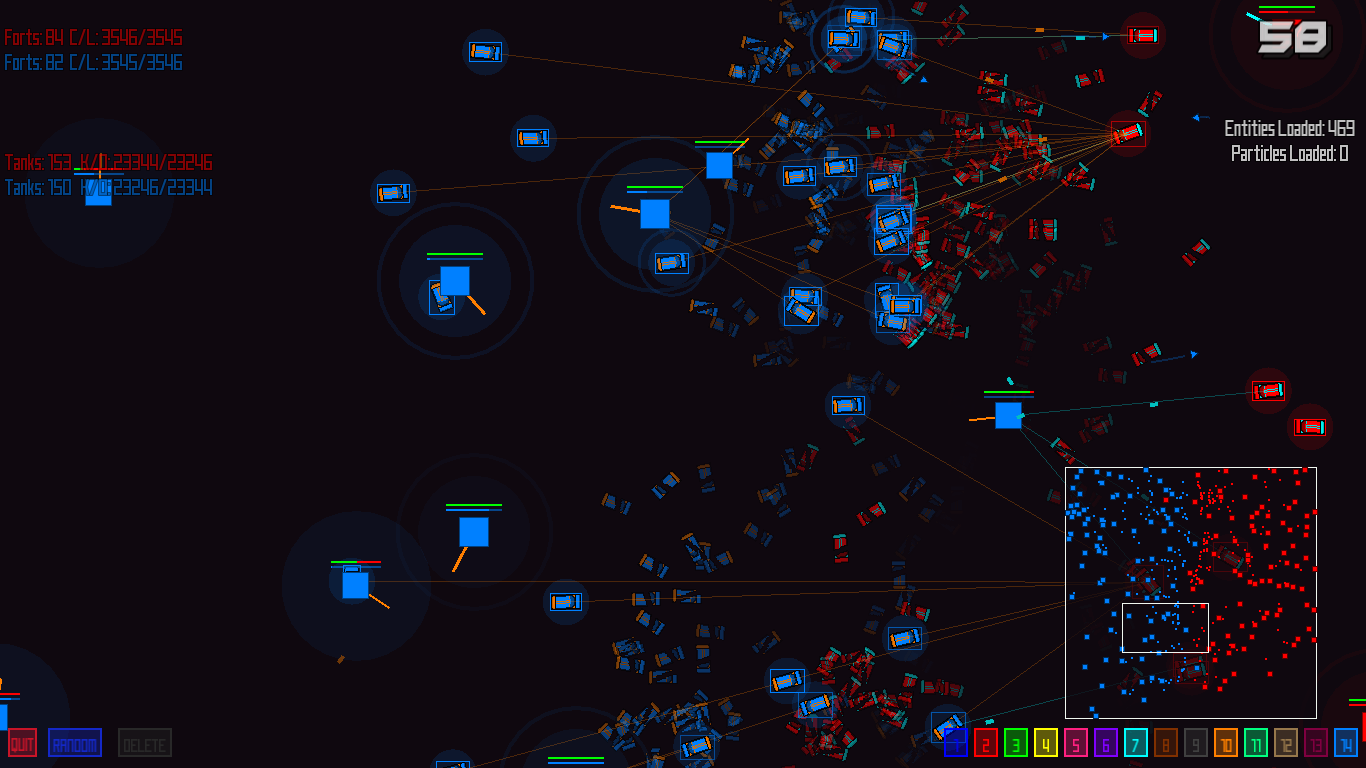 Forts: 84 C/L: 3546/3545
Forts: 82 C/L: 3545/3546
58
Entities Loaded: 469
Particles Loaded: 0
Tanks: 153 K/D: 23344/23246
Tanks: 150 K/D: 23246/23344
QUIT RANDOM DELETE
2 3 4 5 6 7 8 9 10 11 12 13 14